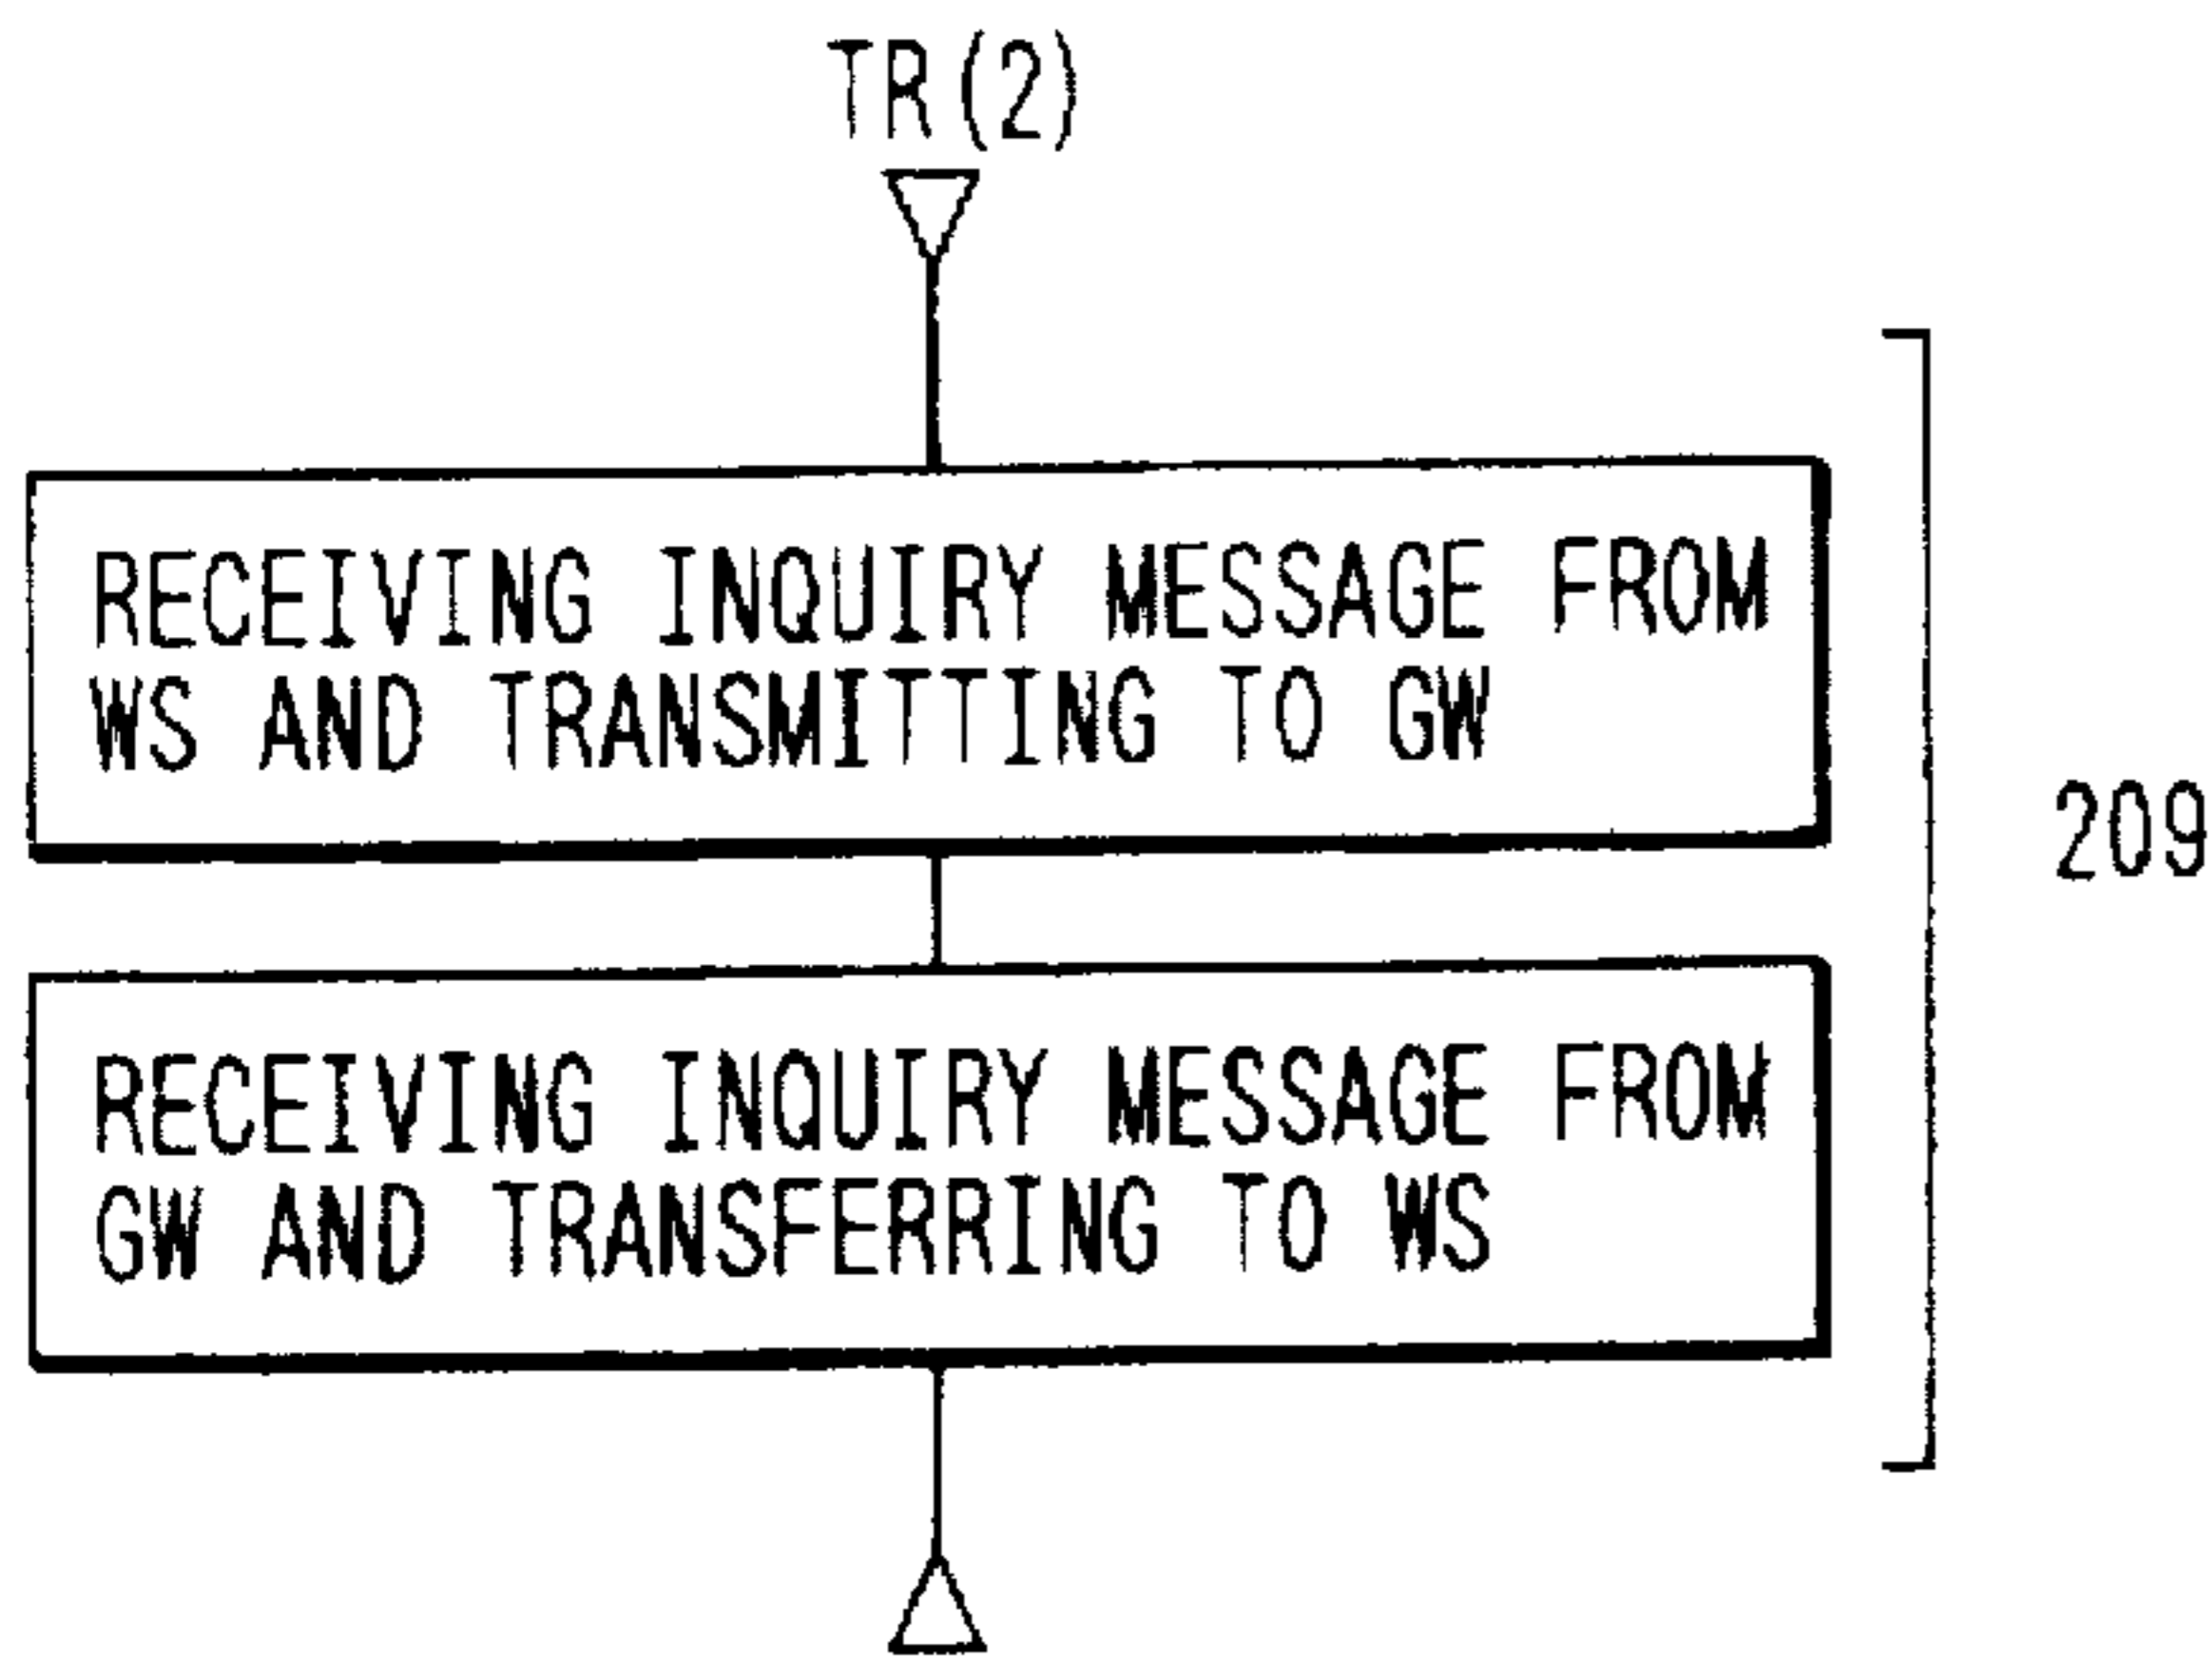 TR(2)
RECEIVING INQUIRY MESSAGE FROM
WS AND TRANSMITTING TO GW
209
RECEIVING INQUIRY MESSAGE FROM
GW AND TRANSFERRING TO WS